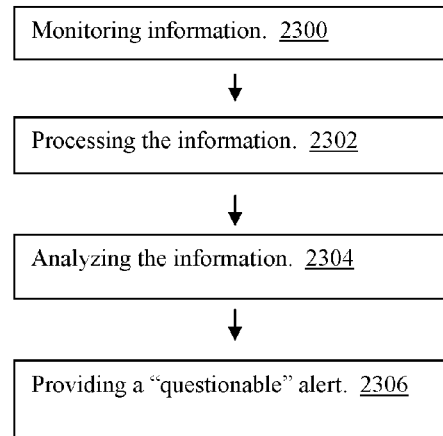 Monitoring information. 2300
Processing the information. 2302
Analyzing the information. 2304
Providing a “questionable” alert. 2306